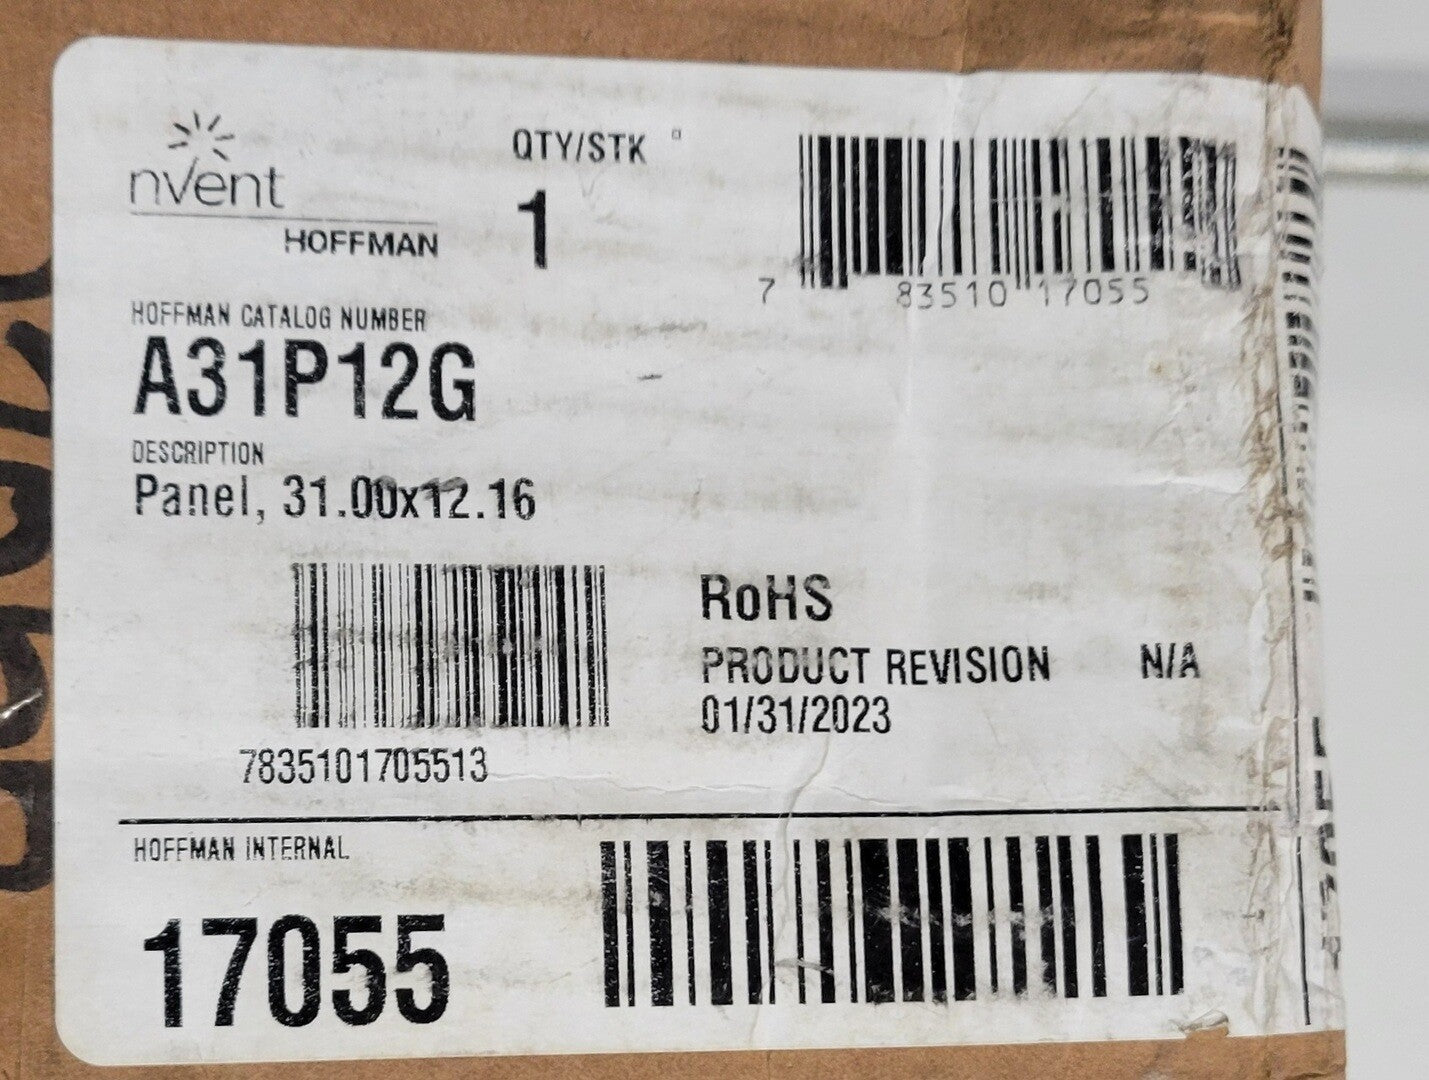 nvent
HOFFMAN
QTY/STK
1
7 83510 17055
HOFFMAN CATALOG NUMBER
A31P12G
DESCRIPTION
Panel, 31.00x12.16
7835101705513
RoHS
PRODUCT REVISION N/A
01/31/2023
HOFFMAN INTERNAL
17055